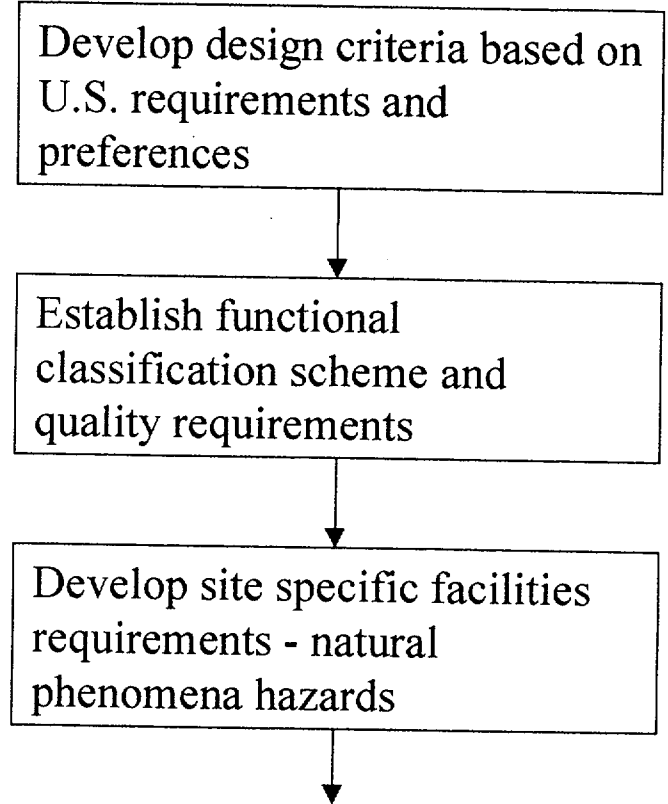 Develop design criteria based on
U.S. requirements and
preferences
Establish functional
classification scheme and
quality requirements
Develop site specific facilities
requirements - natural
phenomena hazards